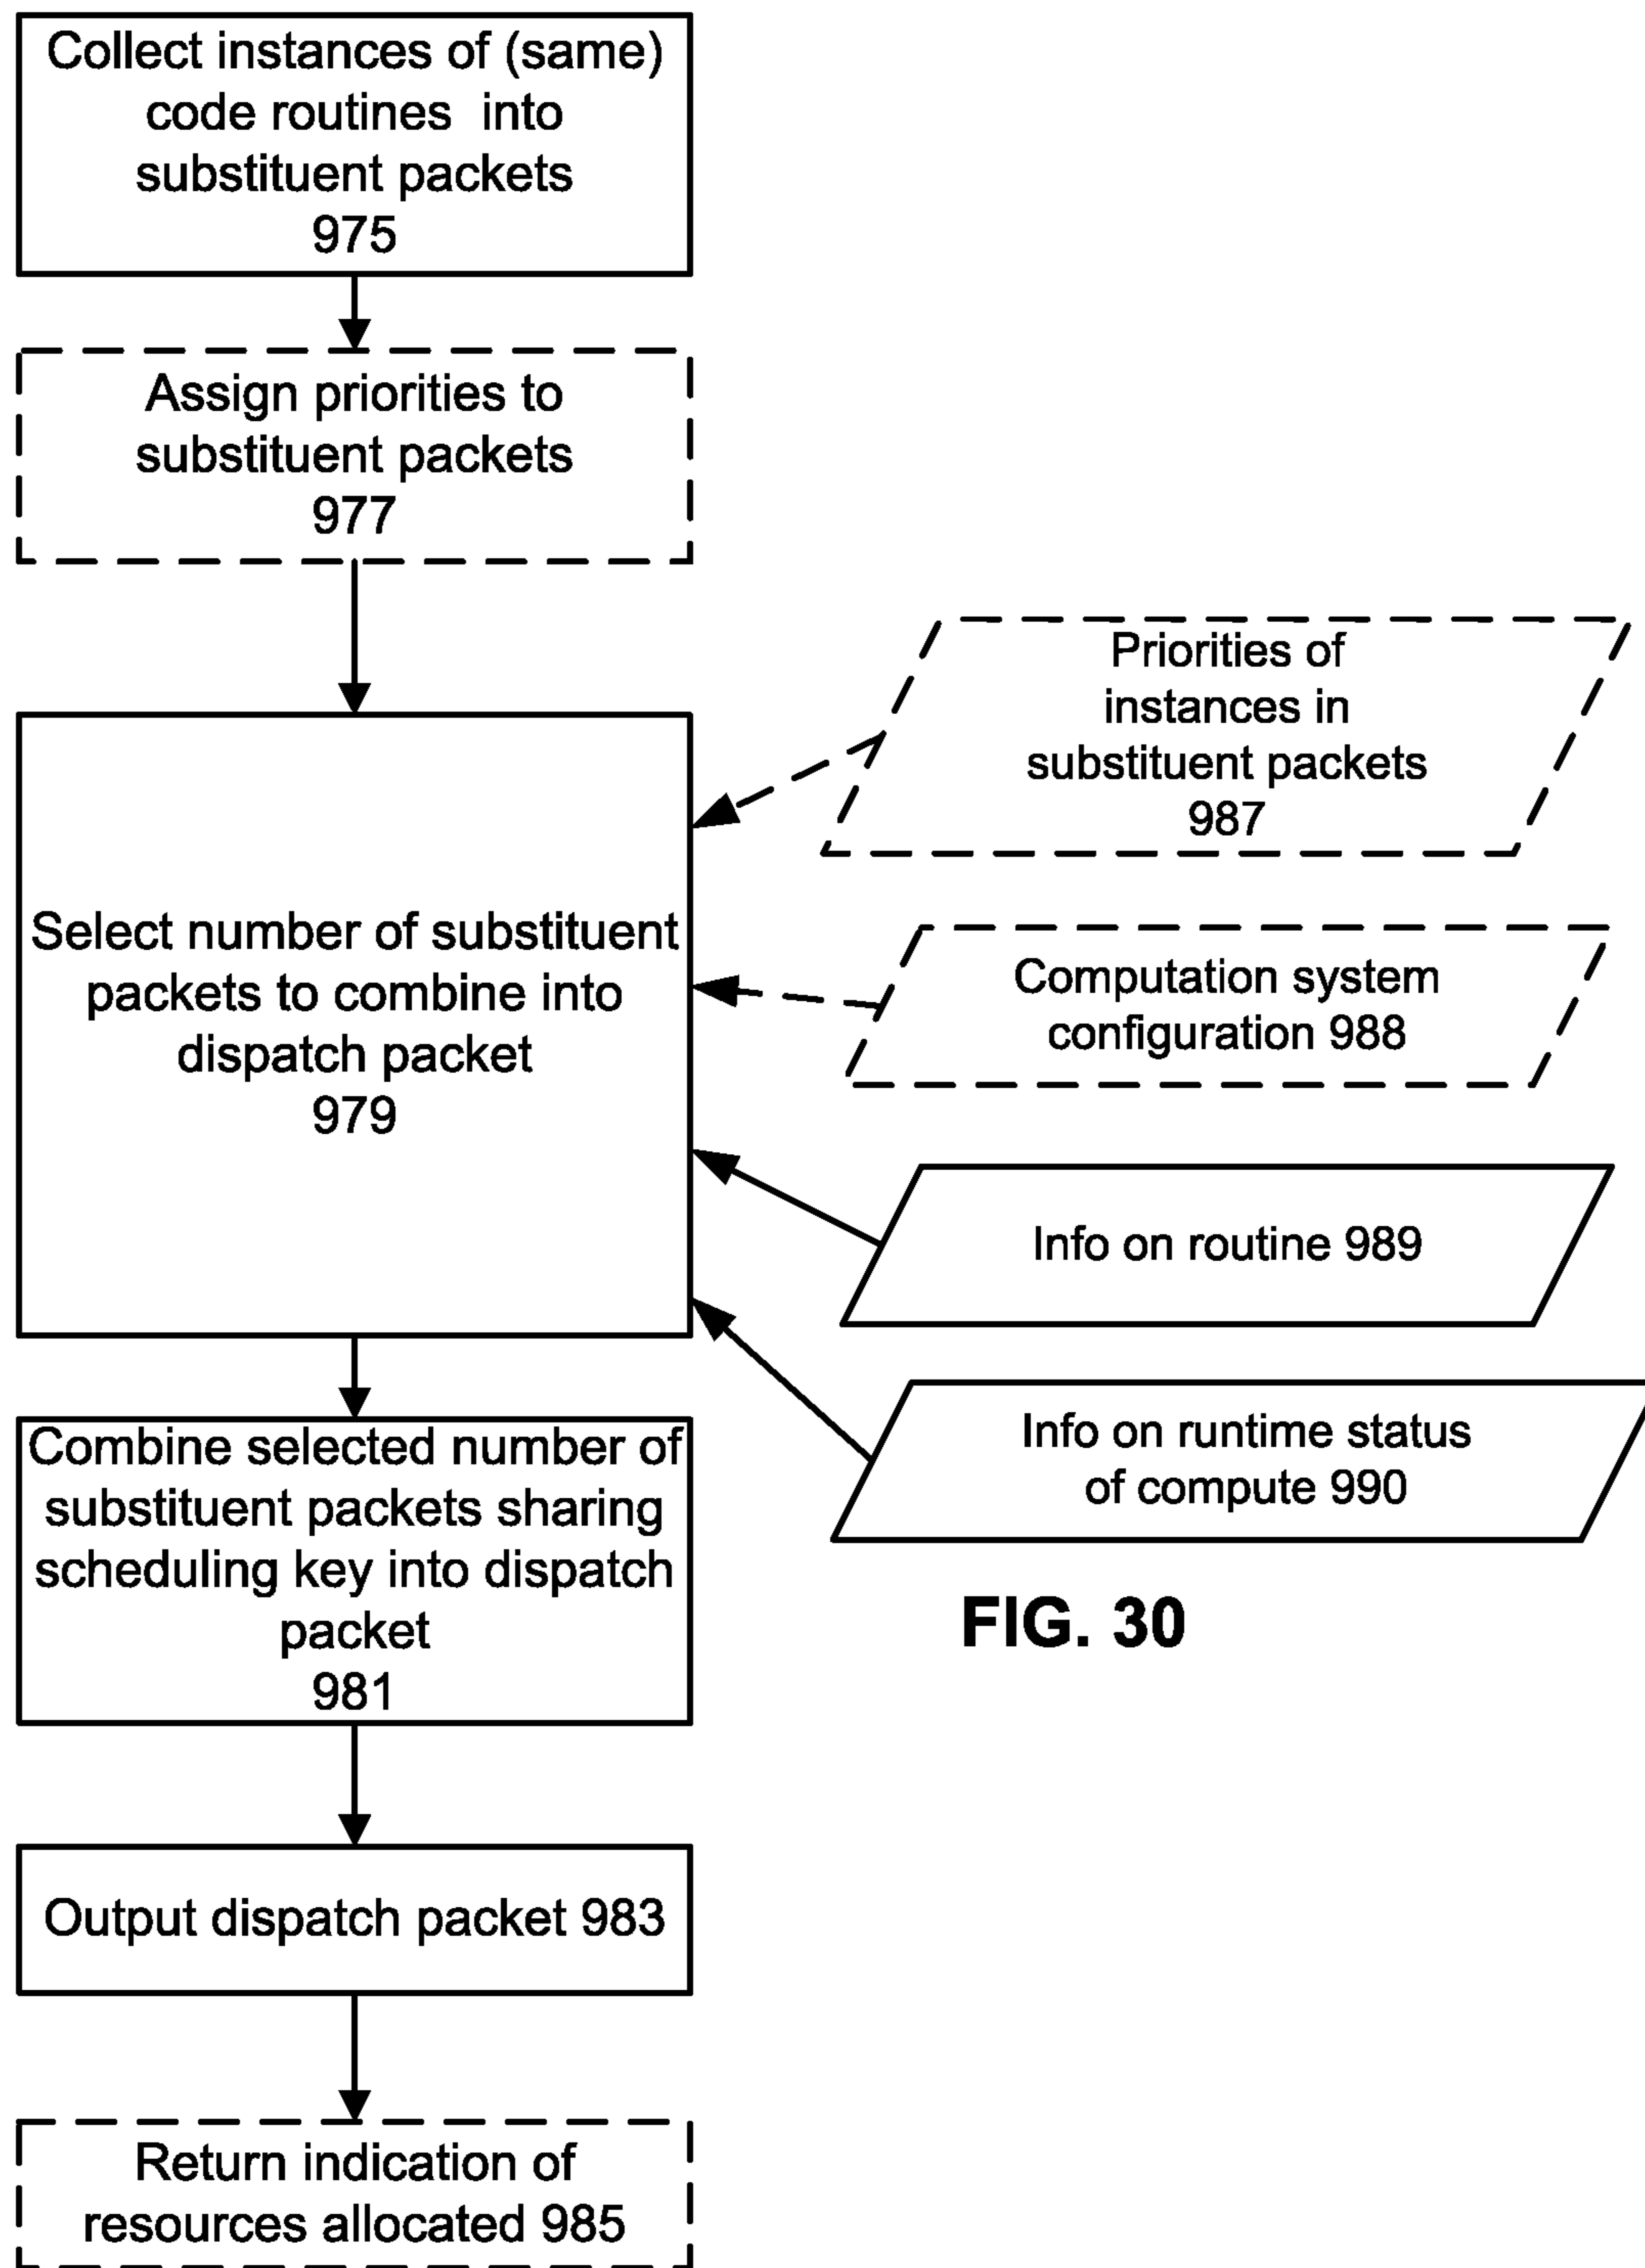 Collect instances of (same)
code routines into
substituent packets
975
Assign priorities to
substituent packets
977
Priorities of
instances in
substituent packets
987
Select number of substituent
packets to combine into
dispatch packet
979
Computation system
configuration 988
Info on routine 989
Info on runtime status
of compute 990
Combine selected number of
substituent packets sharing
scheduling key into dispatch
packet
981
FIG. 30
Output dispatch packet 983
Return indication of
resources allocated 985